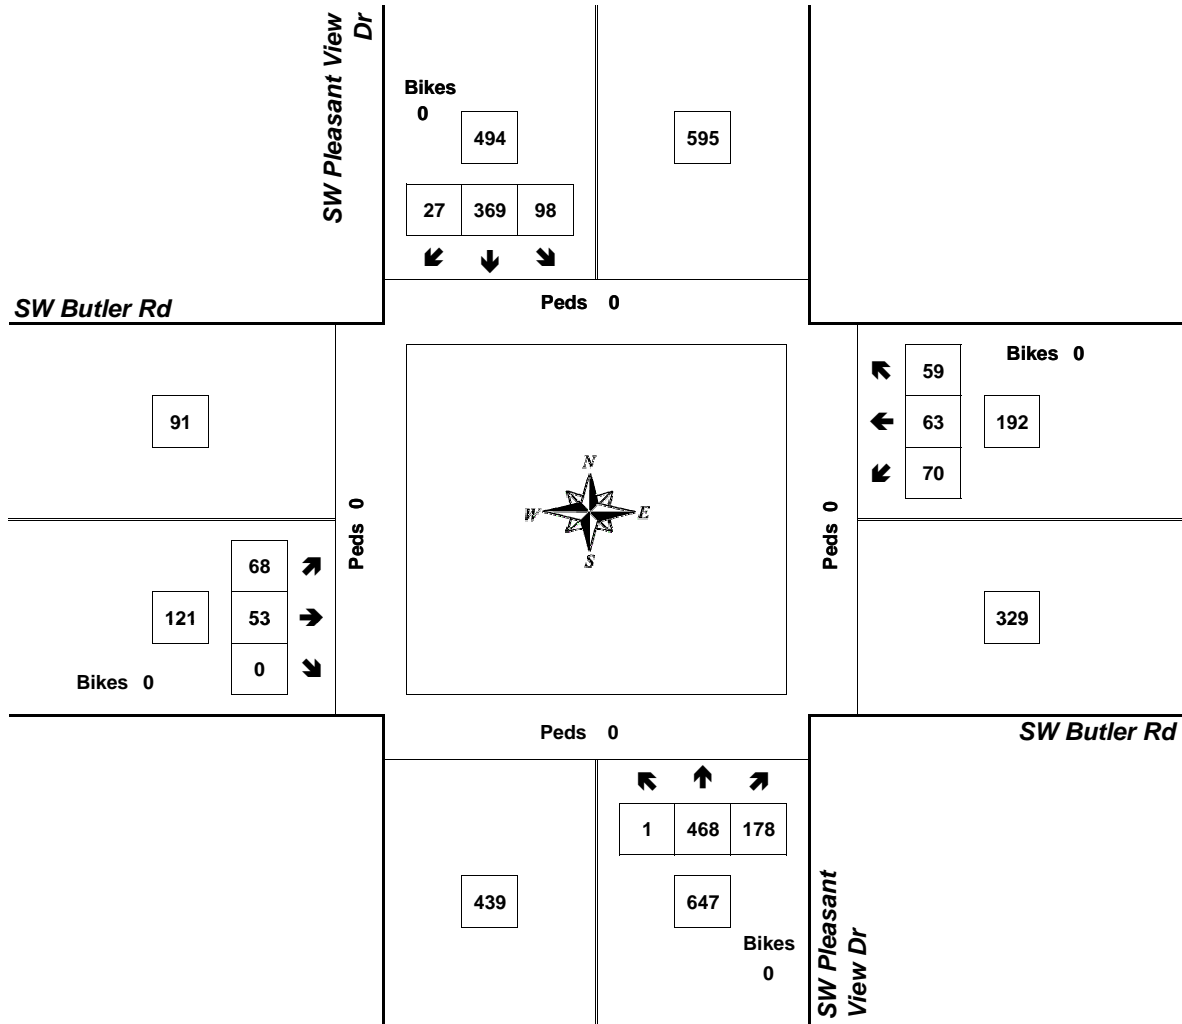 SW Pleasant View
Dr
Bikes
0
494
595
27 369 98
Peds 0
SW Butler Rd
Bikes 0
59
91
63 192
70
N
W E
S
Peds 0
Peds 0
68
121 53
329
0
Bikes 0
SW Butler Rd
Peds 0
1 468 178
439
647
Bikes
0
SW Pleasant
View Dr